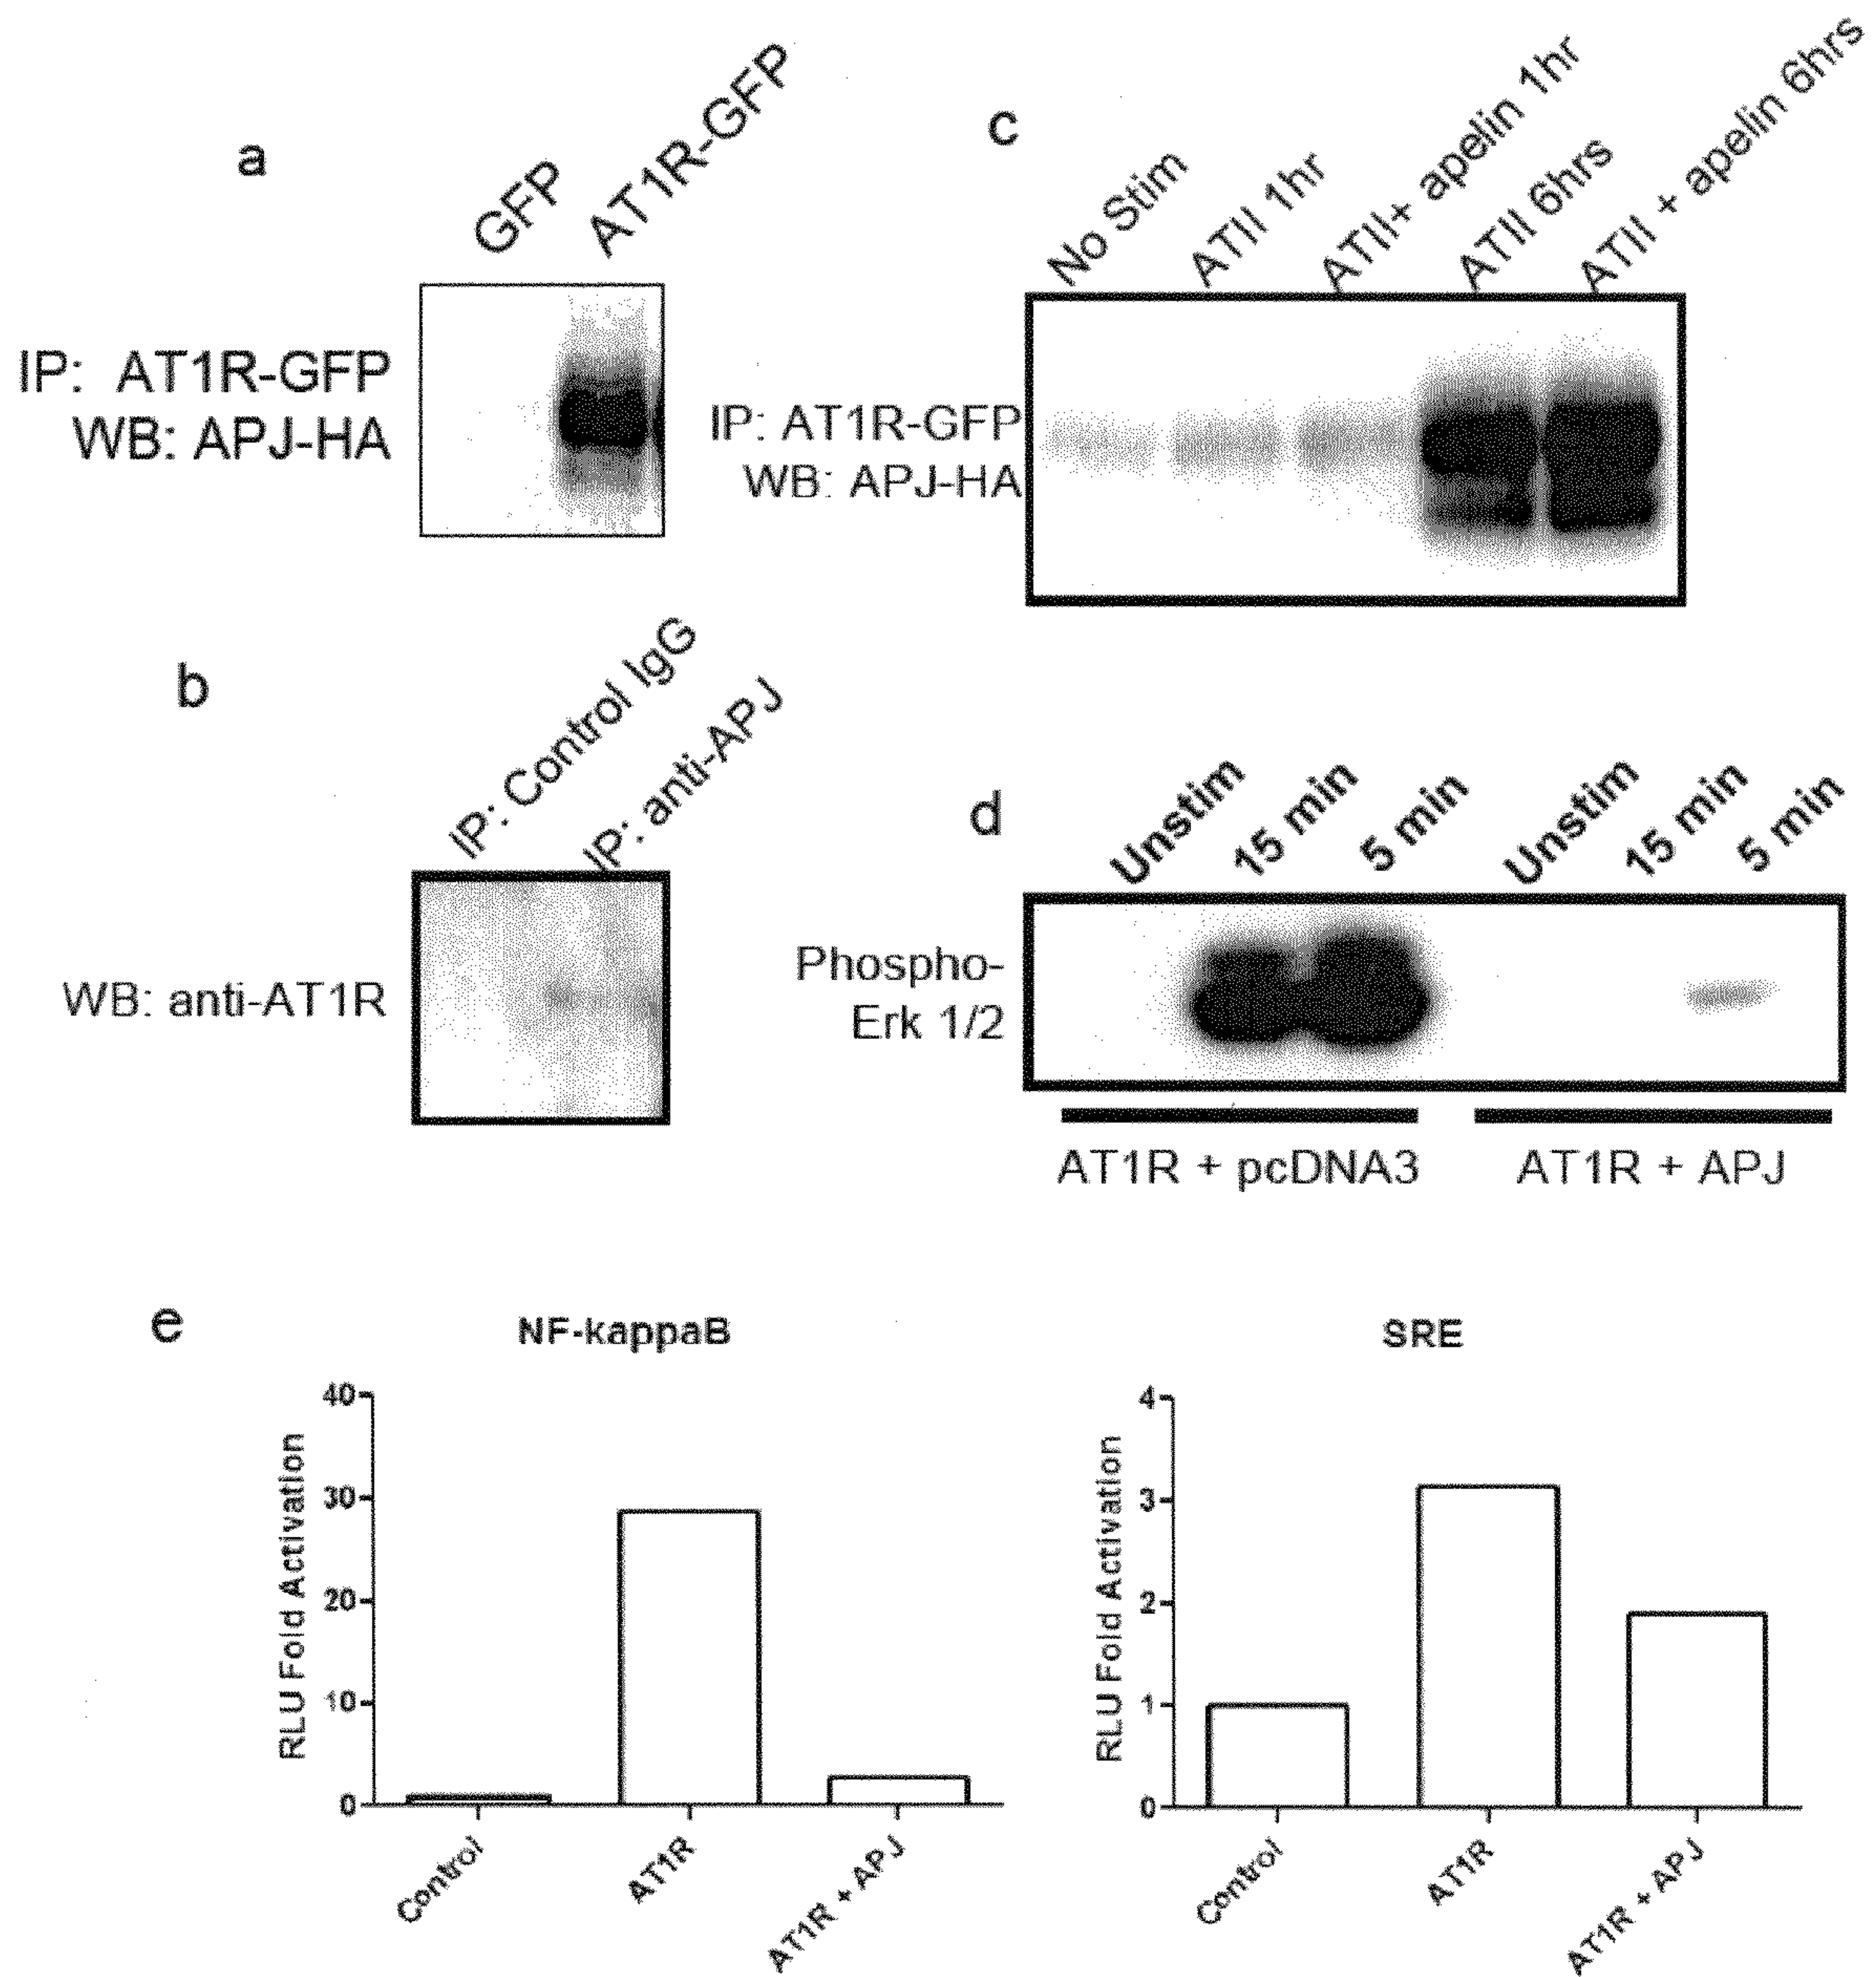 a
GFP
AT1R-GFP
IP: AT1R-GFP
WB: APJ-HA
c
No Stim
ATII 1hr
ATII+ apelin 1hr
ATII 6hrs
ATII + apelin 6hrs
IP: AT1R-GFP
WB: APJ-HA
b
IP: Control IgG
IP: anti-APJ
WB: anti-AT1R
d
Unstim
15 min
5 min
Unstim
15 min
5 min
Phospho-
Erk 1/2
AT1R + pcDNA3
AT1R + APJ
e
NF-kappaB
RLU Fold Activation
40
30
20
10
0
Control
AT1R
AT1R + APJ
SRE
RLU Fold Activation
4
3
2
1
0
Control
AT1R
AT1R + APJ